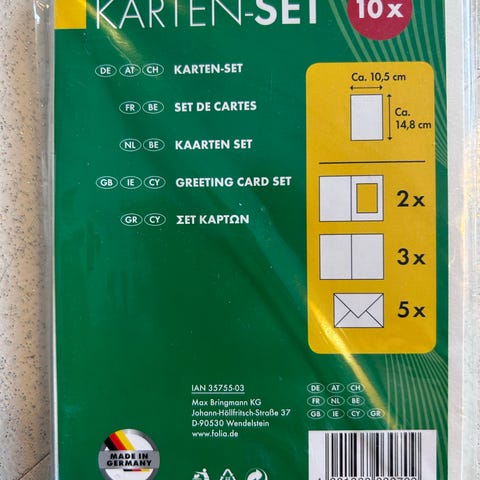 KARTEN-SET
10x
DE AT CH KARTEN-SET
FR BE SET DE CARTES
NL BE KAARTEN SET
GB IE CY GREETING CARD SET
GR CY ΣΕΤ ΚΑΡΤΩΝ
Ca. 10,5 cm
Ca.
14,8 cm
2x
3x
5x
IAN 35755-03
Max Bringmann KG
Johann-Höllfritsch-Straße 37
D-90530 Wendelstein
www.folia.de
DE AT CH
FR NL BE
GB IE CY GR
MADE IN
GERMANY